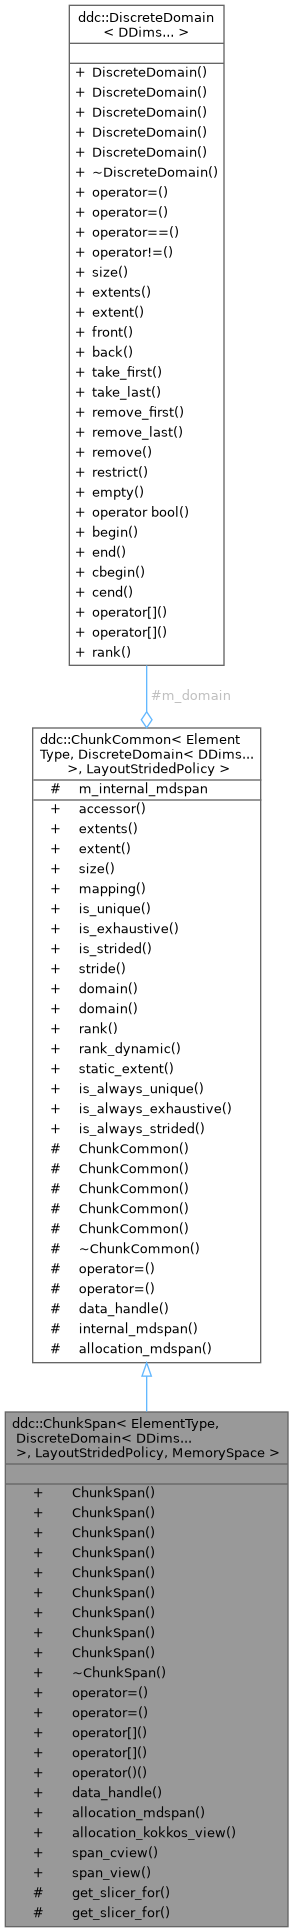 ddc::DiscreteDomain
< DDims... >
+ DiscreteDomain()
+ DiscreteDomain()
+ DiscreteDomain()
+ DiscreteDomain()
+ DiscreteDomain()
+ ~DiscreteDomain()
+ operator=()
+ operator=()
+ operator==()
+ operator!=()
+ size()
+ extents()
+ extent()
+ front()
+ back()
+ take_first()
+ take_last()
+ remove_first()
+ remove_last()
+ remove()
+ restrict()
+ empty()
+ operator bool()
+ begin()
+ end()
+ cbegin()
+ cend()
+ operator[]()
+ operator[]()
+ rank()
#m_domain
ddc::ChunkCommon< Element
Type, DiscreteDomain< DDims...
>, LayoutStridedPolicy >
# m_internal_mdspan
+ accessor()
+ extents()
+ extent()
+ size()
+ mapping()
+ is_unique()
+ is_exhaustive()
+ is_strided()
+ stride()
+ domain()
+ domain()
+ rank()
+ rank_dynamic()
+ static_extent()
+ is_always_unique()
+ is_always_exhaustive()
+ is_always_strided()
# ChunkCommon()
# ChunkCommon()
# ChunkCommon()
# ChunkCommon()
# ChunkCommon()
# ~ChunkCommon()
# operator=()
# operator=()
# data_handle()
# internal_mdspan()
# allocation_mdspan()
ddc::ChunkSpan< ElementType,
DiscreteDomain< DDims...
>, LayoutStridedPolicy, MemorySpace >
+ ChunkSpan()
+ ChunkSpan()
+ ChunkSpan()
+ ChunkSpan()
+ ChunkSpan()
+ ChunkSpan()
+ ChunkSpan()
+ ChunkSpan()
+ ChunkSpan()
+ ~ChunkSpan()
+ operator=()
+ operator=()
+ operator[]()
+ operator[]()
+ operator()()
+ data_handle()
+ allocation_mdspan()
+ allocation_kokkos_view()
+ span_cview()
+ span_view()
# get_slicer_for()
# get_slicer_for()